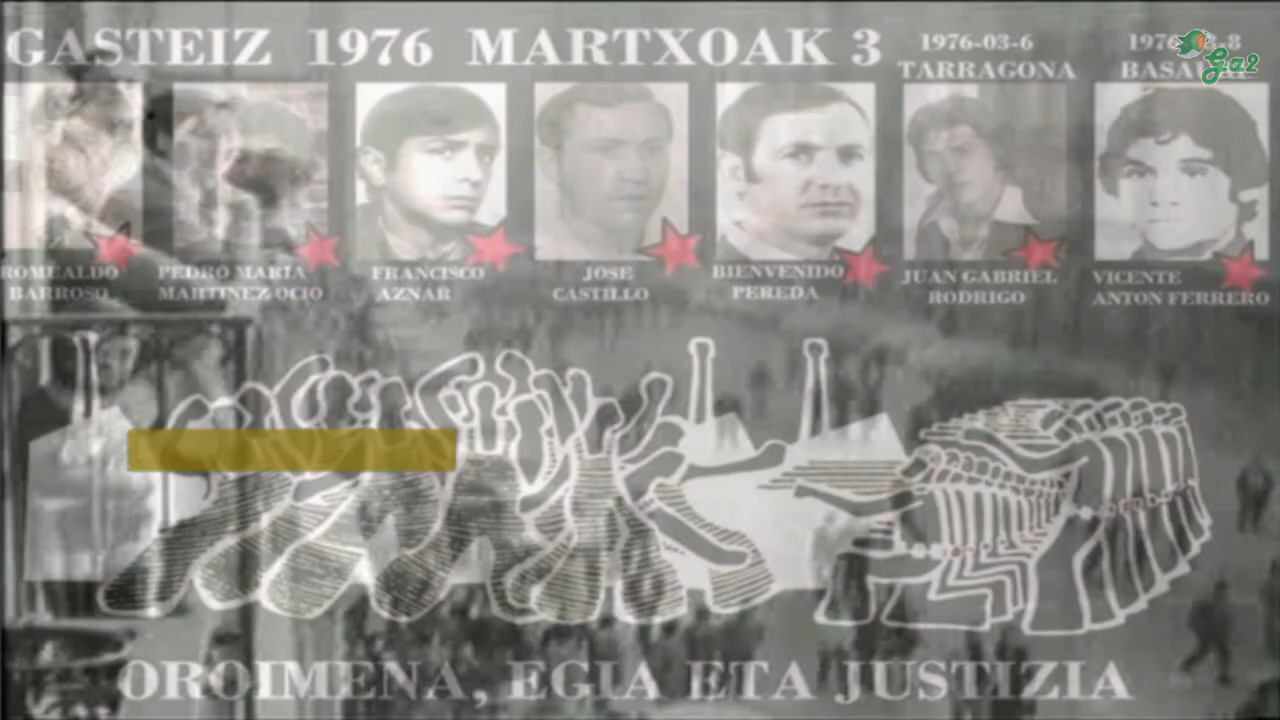 GASTEIZ 1976 MARTXOAK 3
1976-03-6
TARRAGONA
Ga2
ROMUALDO
BARROSO
PEDRO MARIA
MARTINEZ OCIO
FRANCISCO
AZNAR
JOSE
CASTILLO
BIENVENIDO
PEREDA
JUAN GABRIEL
RODRIGO
VICENTE
ANTON FERRERO
OROIMENA, EGIA ETA JUSTIZIA